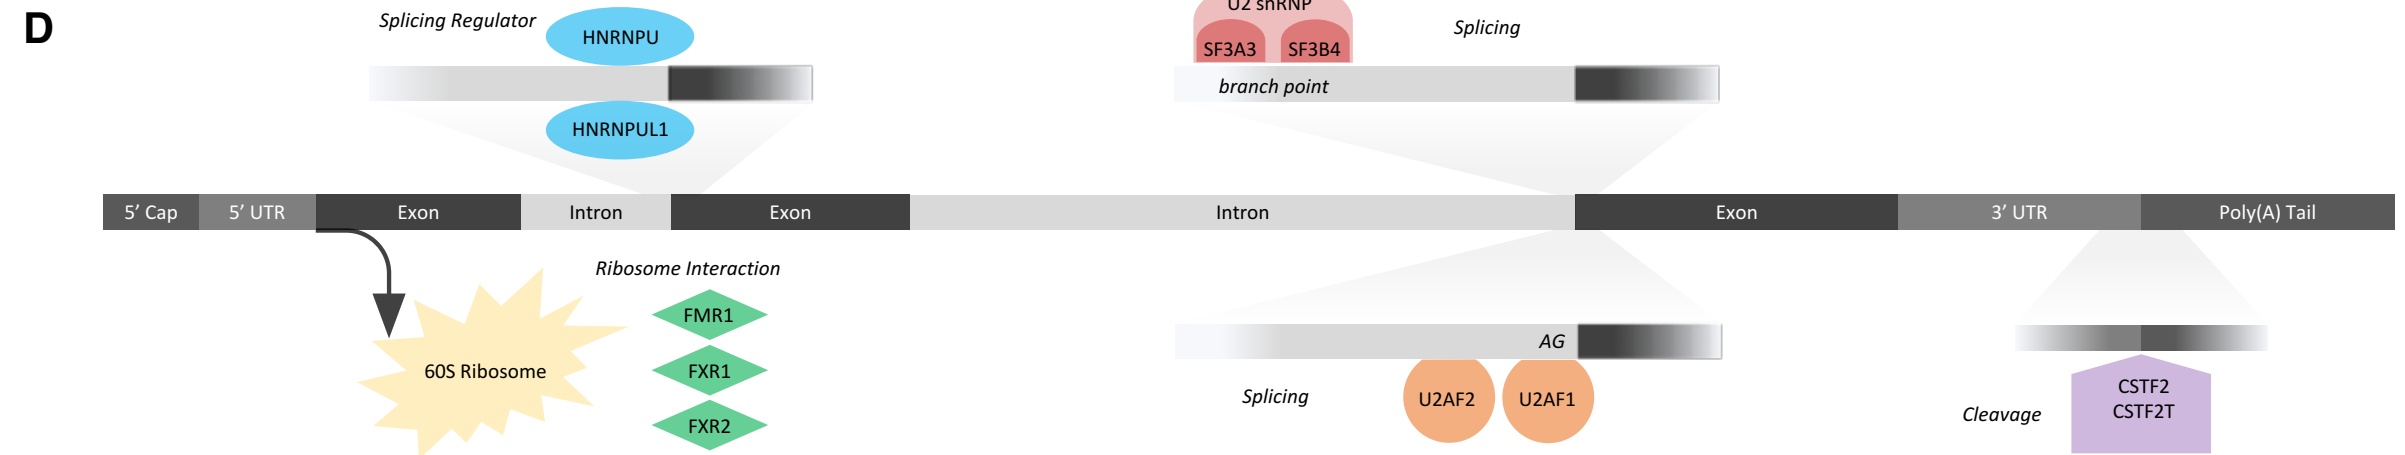 D
Splicing Regulator
HNRNPU
HNRNPUL1
U2 snRNP
SF3A3 SF3B4
Splicing
branch point
5' Cap 5' UTR Exon Intron Exon Intron Exon 3' UTR Poly(A) Tail
60S Ribosome
Ribosome Interaction
FMR1
FXR1
FXR2
AG
Splicing
U2AF2 U2AF1
Cleavage
CSTF2
CSTF2T